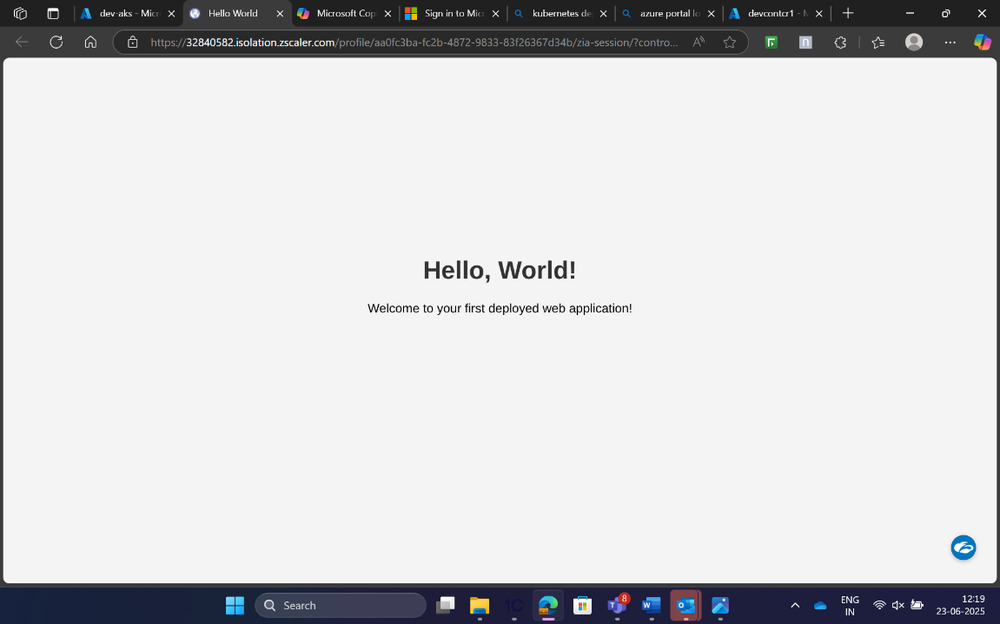 dev-aks - Micr
Hello World
Microsoft Cop
Sign in to Mic
kubernetes de
azure portal lo
devcontcr1 - M
https://32840582.isolation.zscaler.com/profile/aa0fc3ba-fc2b-4872-9833-83f26367d34b/zia-session/?contro...
Hello, World!
Welcome to your first deployed web application!
Search
1C
8
ENG
IN
12:19
23-06-2025